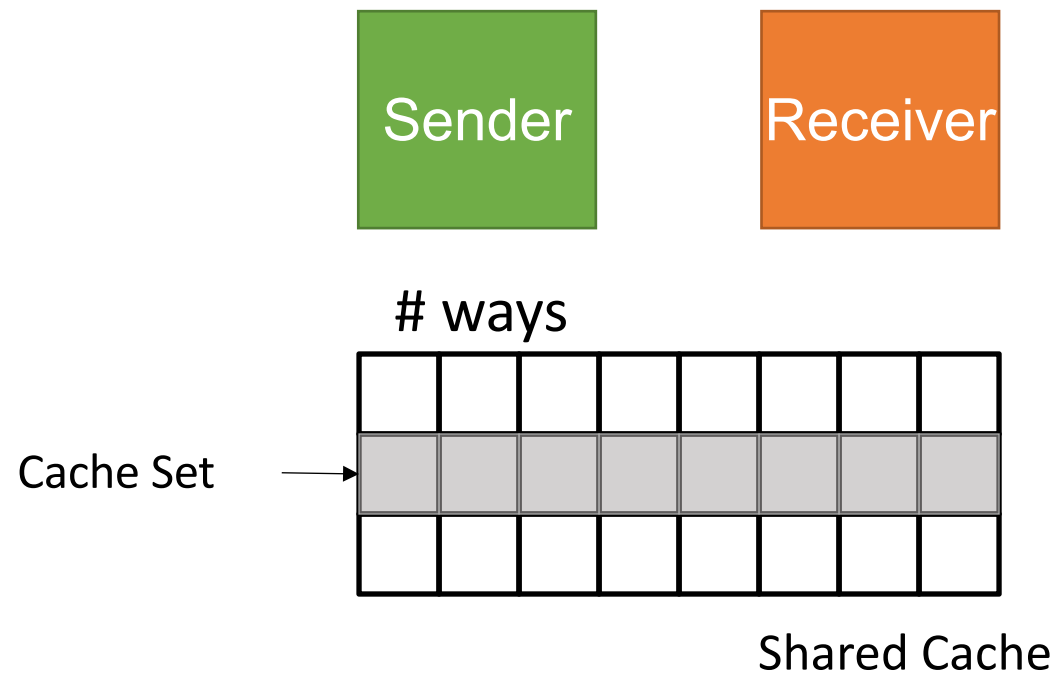 Sender
Receiver
# ways
Cache Set
Shared Cache